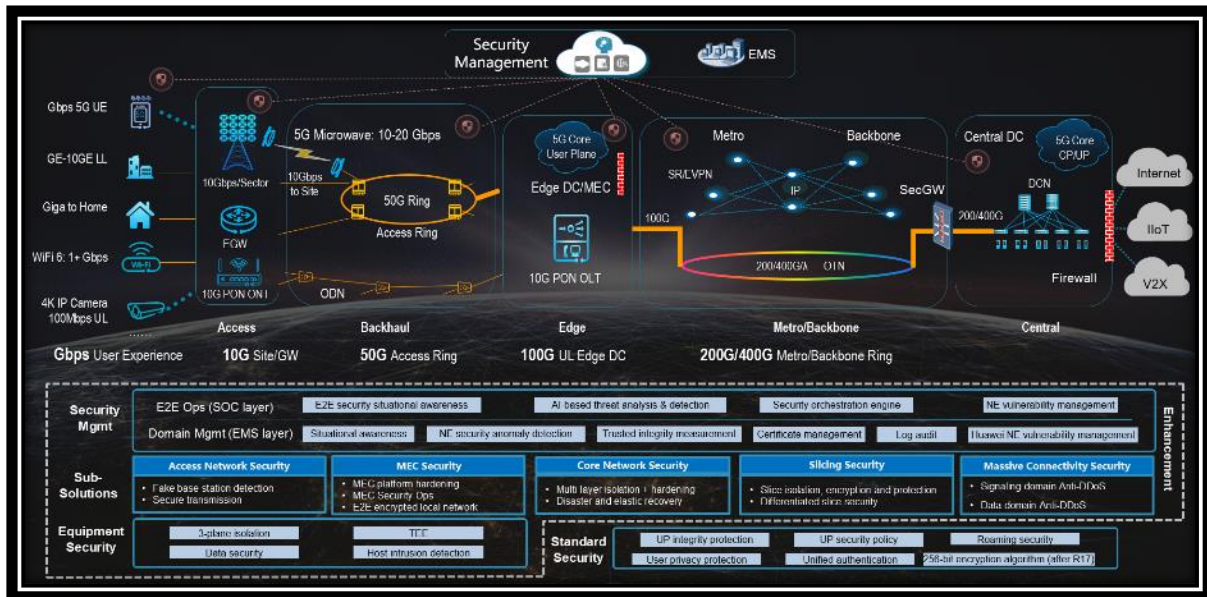 Security
Management
EMS
Gbps 5G UE
GE-10GE LL
Giga to Home
WiFi 6: 1+ Gbps
4K IP Camera
100Mbps UL
......
10Gbps/Sector
Wi-Fi
10G PON ONT
5G Microwave: 10-20 Gbps
10Gbps
to Site
50G Ring
Access Ring
ODN
5G Core
User Plane
Edge DC/MEC
10G PON OLT
100G
Metro
Backbone
SR/EVPN
IP
200/400G/λ OTN
SecGW
200/400G
Central DC
5G Core
CP/UP
DCN
Firewall
Internet
IIoT
V2X
Access
Backhaul
Edge
Metro/Backbone
Central
Gbps User Experience
10G Site/GW
50G Access Ring
100G UL Edge DC
200G/400G Metro/Backbone Ring
Security
Mgmt
E2E Ops (SOC layer)
E2E security situational awareness
AI based threat analysis & detection
Security orchestration engine
NE vulnerability management
Domain Mgmt (EMS layer)
Situational awareness
NE security anomaly detection
Trusted integrity measurement
Certificate management
Log audit
Huawei NE vulnerability management
Enhancement
Sub-
Solutions
Access Network Security
• Fake base station detection
• Secure transmission
MEC Security
• MEC platform hardening
• MEC Security Ops
• E2E encrypted local network
Core Network Security
• Multi layer isolation + hardening
• Disaster and elastic recovery
Slicing Security
• Slice isolation, encryption and protection
• Differentiated slice security
Massive Connectivity Security
• Signaling domain Anti-DDoS
• Data domain Anti-DDoS
Equipment
Security
3-plane isolation
TEE
Data security
Host intrusion detection
Standard
Security
UP integrity protection
UP security policy
Roaming security
User privacy protection
Unified authentication
256-bit encryption algorithm (after R17)